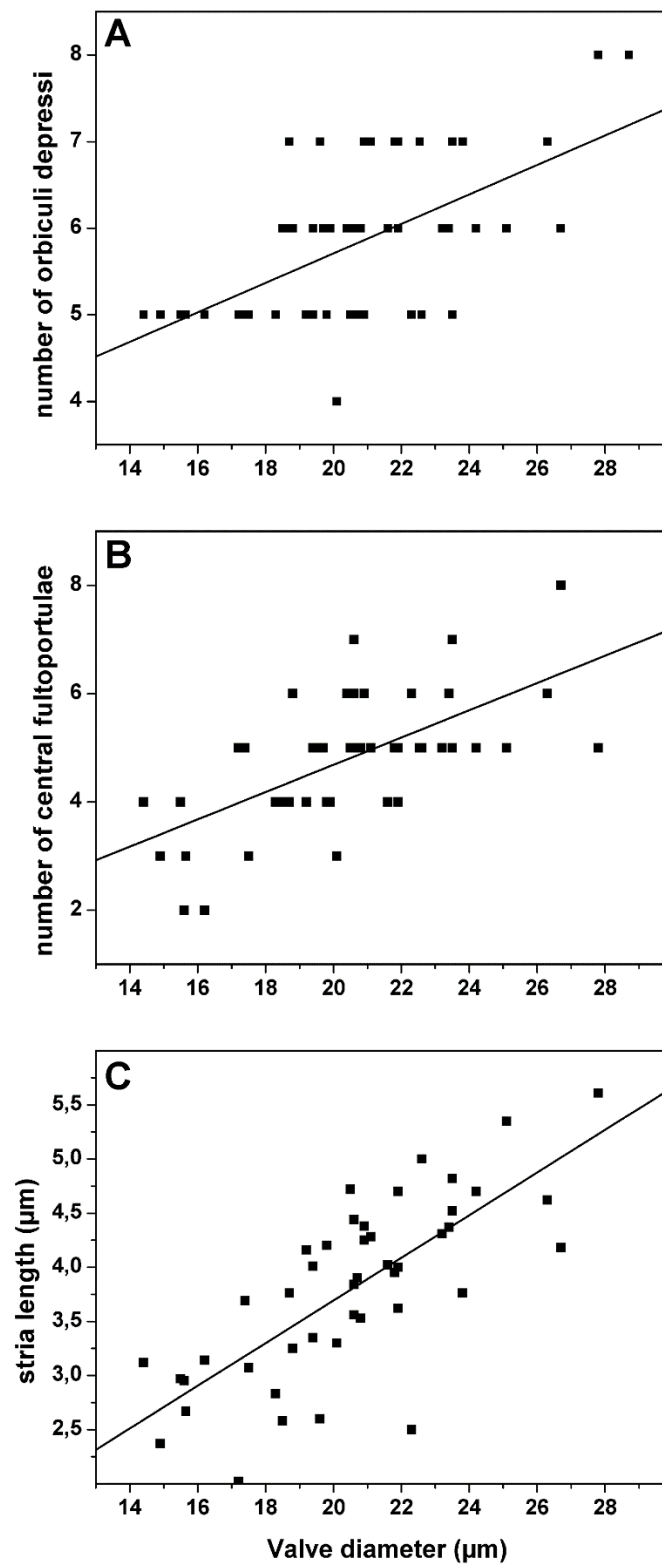 A
number of orbiculi depressi
8
7
6
5
4
14 16 18 20 22 24 26 28
B
number of central fultoportulae
8
6
4
2
14 16 18 20 22 24 26 28
C
stria length (µm)
5,5
5,0
4,5
4,0
3,5
3,0
2,5
14 16 18 20 22 24 26 28
Valve diameter (µm)